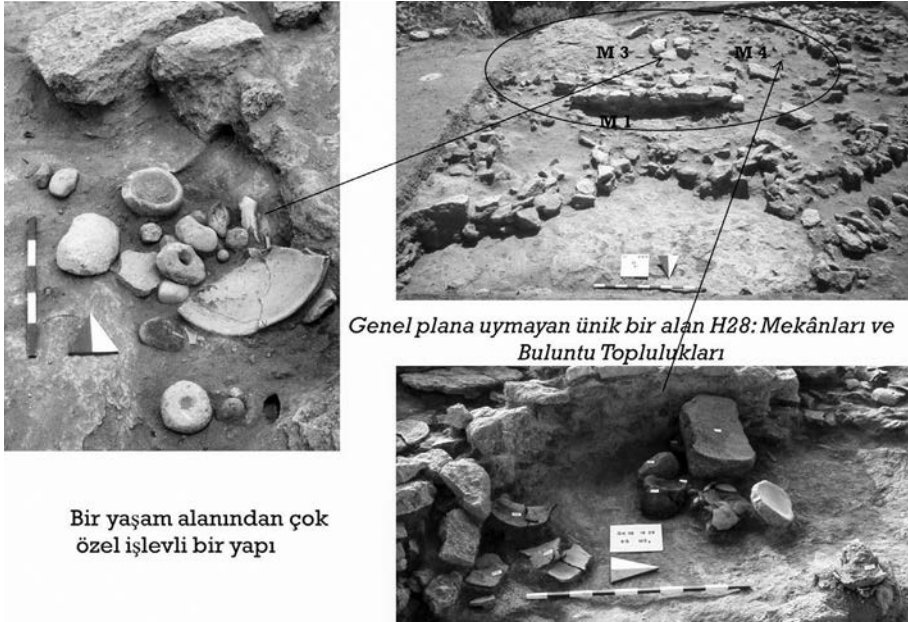 M 3
M 4
M 1
Genel plana uymayan ünik bir alan H28: Mekânları ve
Buluntu Toplulukları
Bir yaşam alanından çok
özel işlevli bir yapı